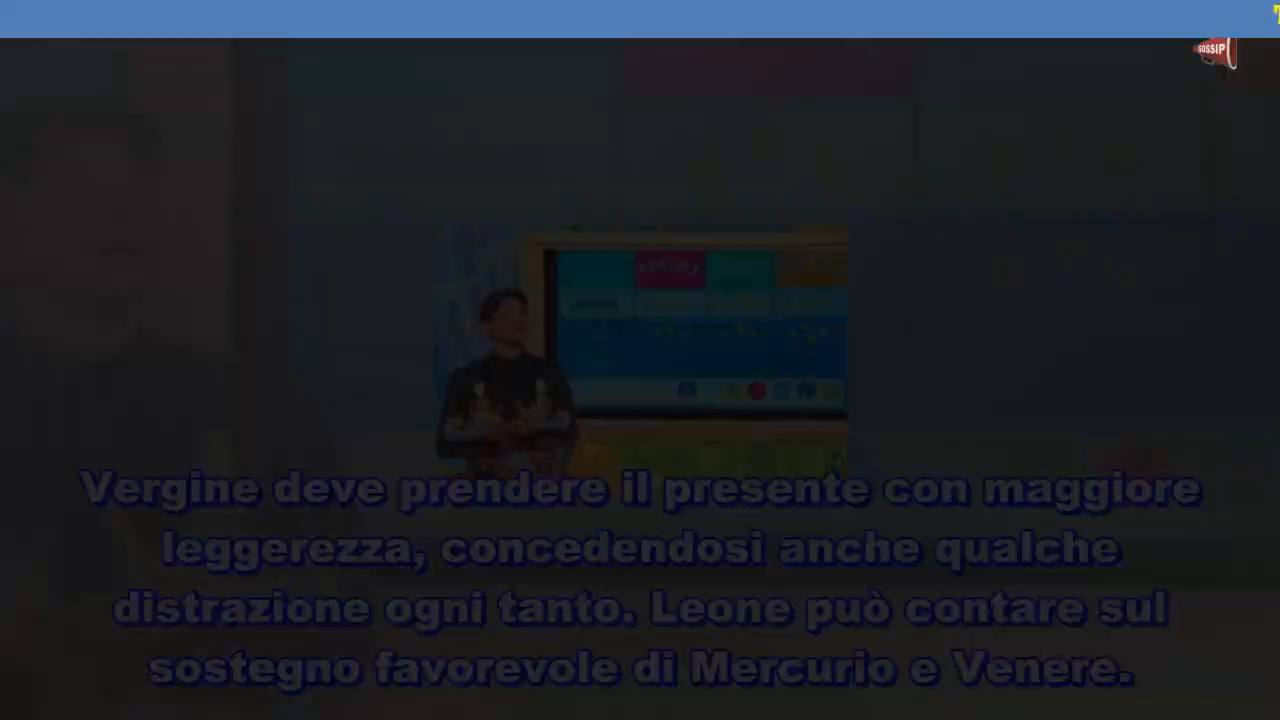 GOSSIP
Vergine deve prendere il presente con maggiore
leggerezza, concedendosi anche qualche
distrazione ogni tanto. Leone può contare sul
sostegno favorevole di Mercurio e Venere.